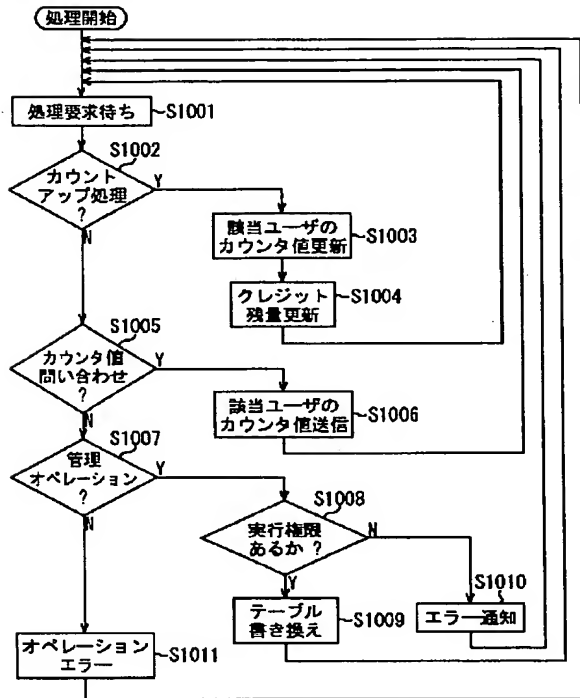 処理開始
処理要求待ち
S1001
S1002
カウント
アップ処理
?
Y
N
該当ユーザの
カウンタ値更新
S1003
クレジット
残量更新
S1004
S1005
カウンタ値
問い合わせ
?
Y
N
該当ユーザの
カウンタ値送信
S1006
S1007
管理
オペレーション
?
Y
N
S1008
実行権限
あるか ?
N
Y
S1010
テーブル
書き換え
S1009
エラー通知
オペレーション
エラー
S1011